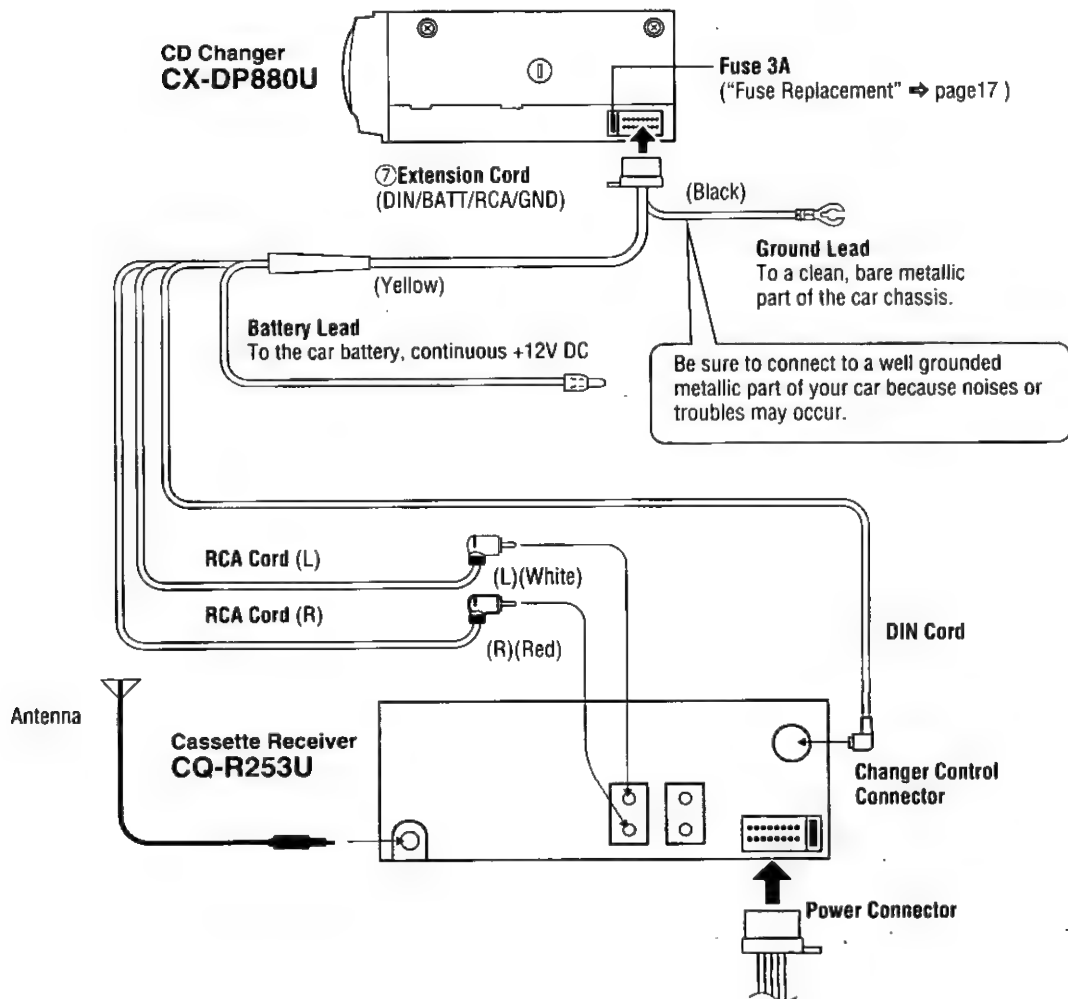 CD Changer
CX-DP880U
Fuse 3A
("Fuse Replacement" ➡ page17 )
⑦Extension Cord
(DIN/BATT/RCA/GND)
(Black)
Ground Lead
To a clean, bare metallic
part of the car chassis.
(Yellow)
Battery Lead
To the car battery, continuous +12V DC
Be sure to connect to a well grounded
metallic part of your car because noises or
troubles may occur.
RCA Cord (L)
(L)(White)
RCA Cord (R)
(R)(Red)
DIN Cord
Antenna
Cassette Receiver
CQ-R253U
Changer Control
Connector
Power Connector